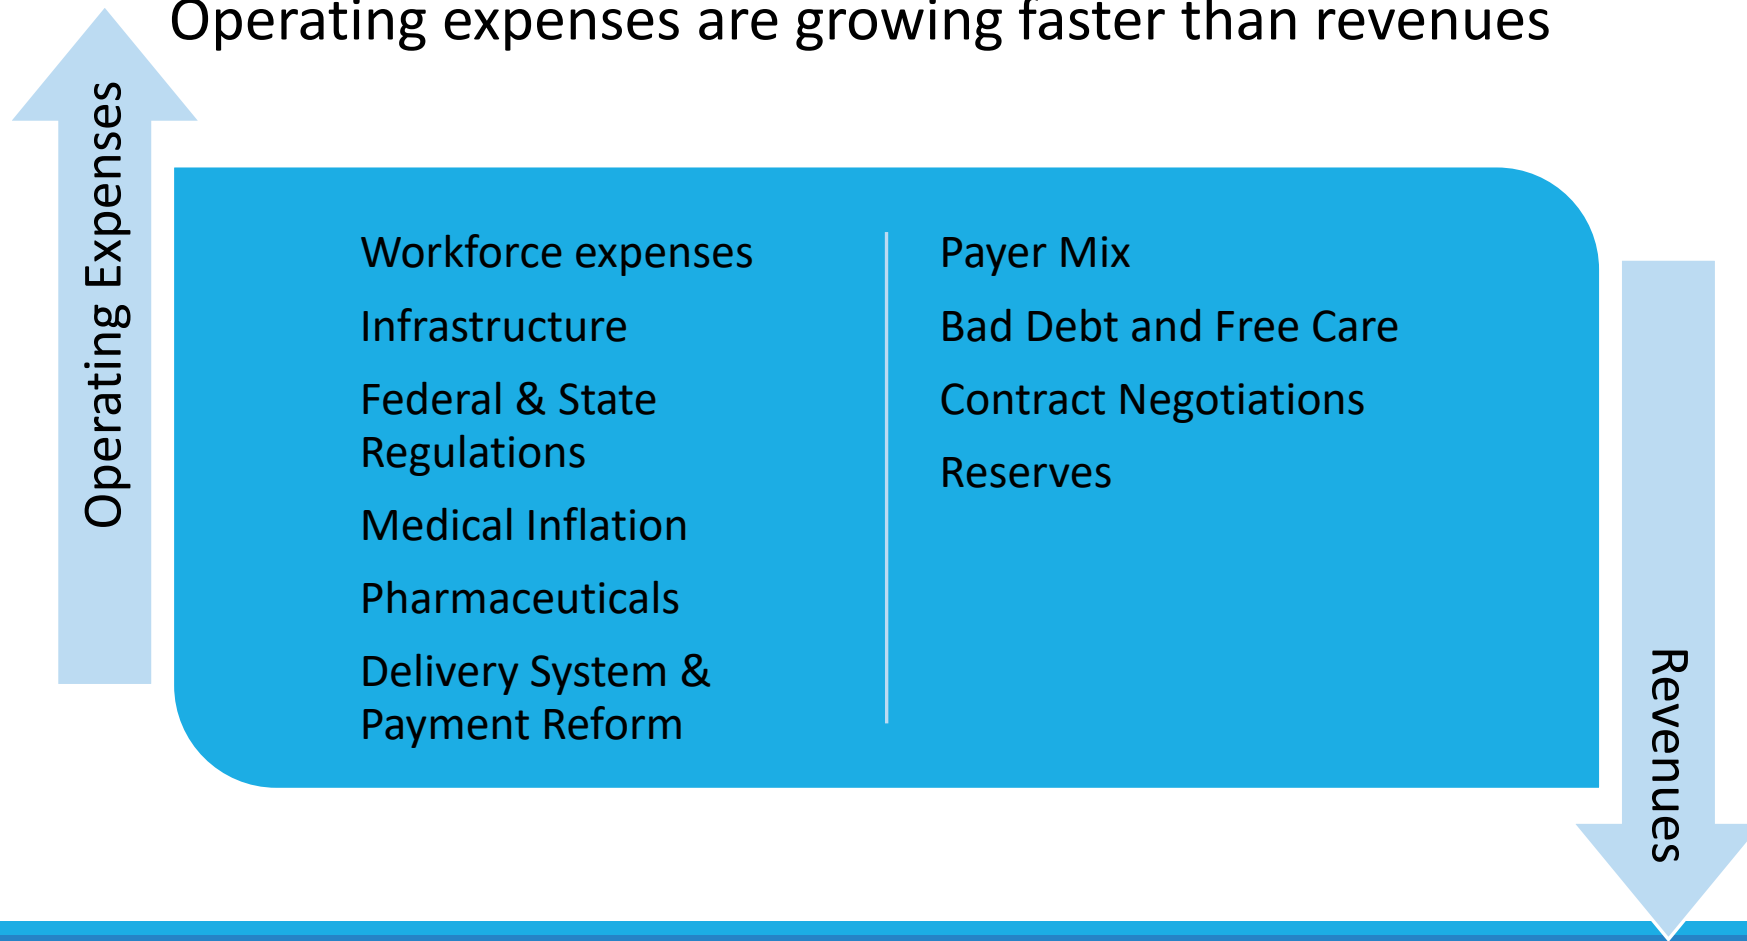 Operating expenses are growing faster than revenues
Operating Expenses
Workforce expenses
Infrastructure
Federal & State
Regulations
Medical Inflation
Pharmaceuticals
Delivery System &
Payment Reform
Payer Mix
Bad Debt and Free Care
Contract Negotiations
Reserves
Revenues